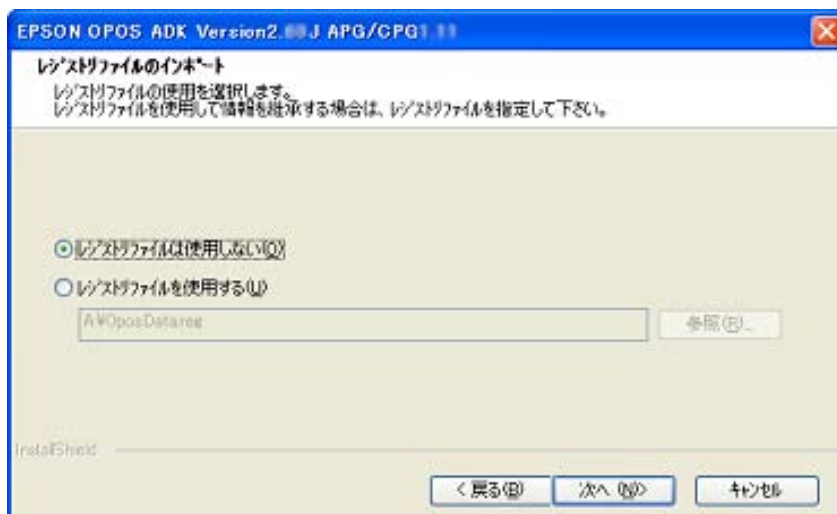 EPSON OPOS ADK Version2. J APG/CPG
レジストリファイルのインポート
レジストリファイルの使用を選択します。
レジストリファイルを使用して情報を継承する場合は、レジストリファイルを指定して下さい。
レジストリファイルは使用しない(O)
レジストリファイルを使用する(U)
A:¥OposData.reg
参照(R)...
InstallShield
< 戻る(B)
次へ (N)>
キャンセル